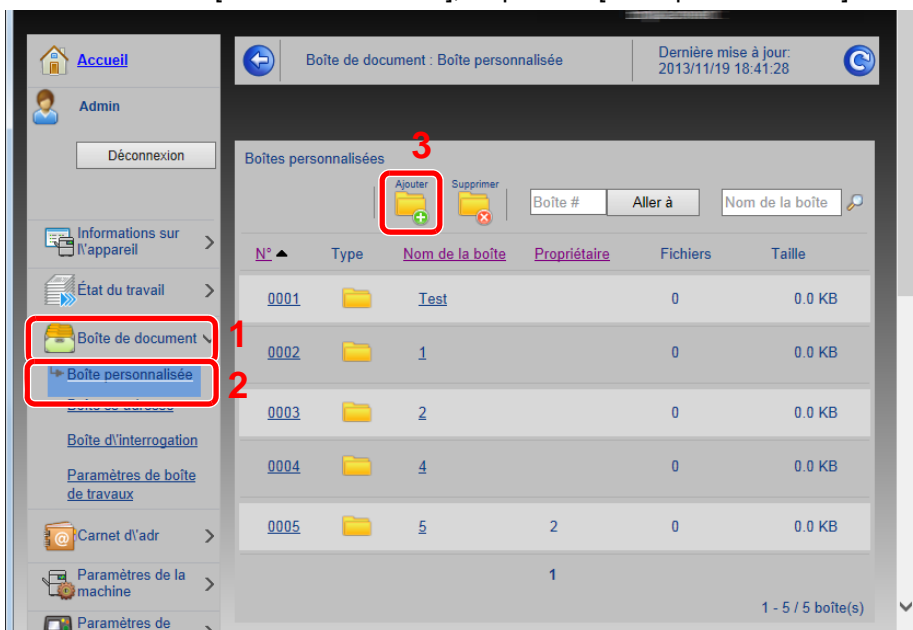 Accueil
Admin
Déconnexion
Informations sur
l\'appareil
État du travail
Boîte de document
1
Boîte personnalisée
2
Boîte d\'interrogation
Paramètres de boîte
de travaux
Carnet d\'adr
Paramètres de la
machine
Paramètres de
Boîte de document : Boîte personnalisée
Dernière mise à jour:
2013/11/19 18:41:28
Boîtes personnalisées
3
Ajouter Supprimer
Boîte # Aller à Nom de la boîte
N° Type Nom de la boîte Propriétaire Fichiers Taille
0001 Test 0 0.0 KB
0002 1 0 0.0 KB
0003 2 0 0.0 KB
0004 4 0 0.0 KB
0005 5 2 0 0.0 KB
1
1 - 5 / 5 boîte(s)